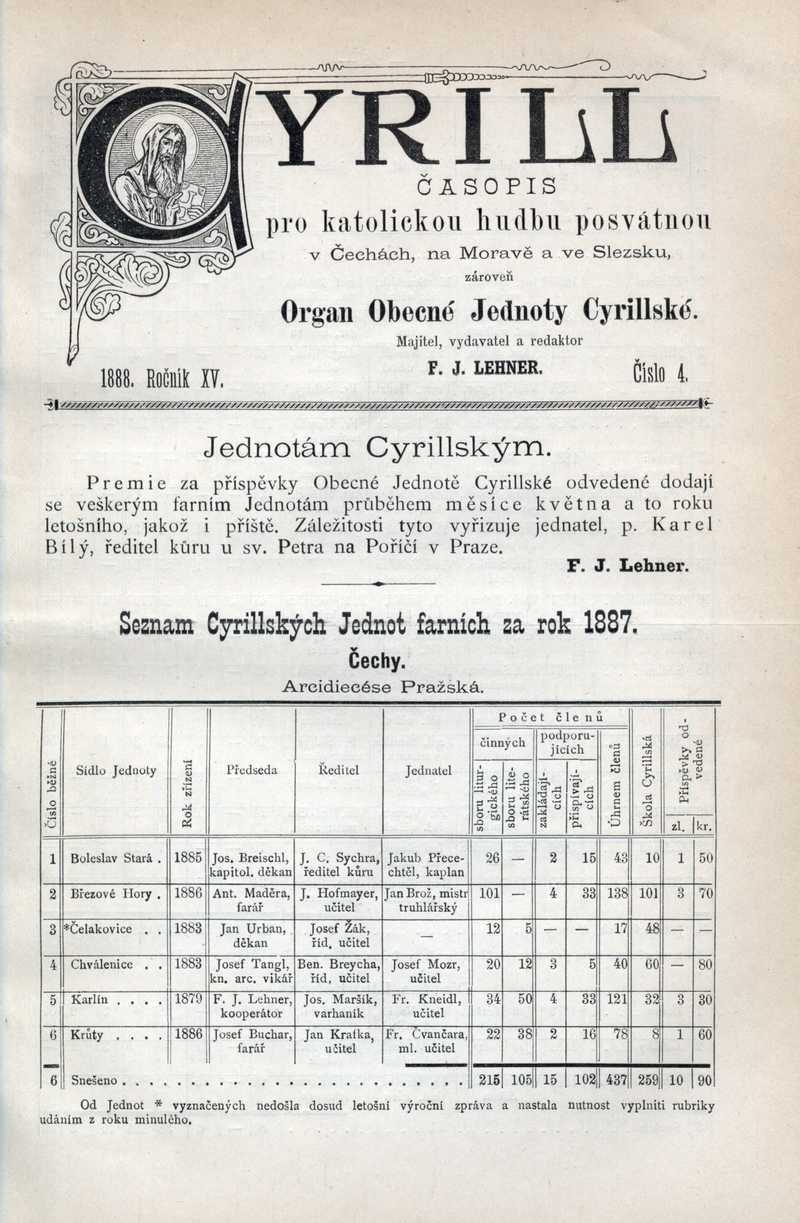 CYRILL
ČASOPIS
pro katolickou hudbu posvátnou
v Čechách, na Moravě a ve Slezsku,
zároveň
Organ Obecné Jednoty Cyrillské.
Majitel, vydavatel a redaktor
1888. Ročník XV. F. J. LEHNER. Číslo 4.
Jednotám Cyrillským.
Premie za příspěvky Obecné Jednotě Cyrillské odvedené dodají
se veškerým farním Jednotám průběhem měsíce května a to roku
letošního, jakož i příště. Záležitosti tyto vyřizuje jednatel, p. Karel
Bílý, ředitel kůru u sv. Petra na Poříčí v Praze.
F. J. Lehner.
Seznam Cyrillských Jednot farních za rok 1887.
Čechy.
Arcidiecése Pražská.
Číslo běžné | Sídlo Jednoty | Rok zřízení | Předseda | Ředitel | Jednatel | Počet členů | Škola Cyrillská | Příspěvky odvedené
činných | podporujících | Úhrnem členů
sboru liturgického | sboru literátského | zakládajících | přispívajících | zl. | kr.
1 Boleslav Stará . 1885 Jos. Breischl, J. C. Sychra, Jakub Přece- 26 — 2 15 43 10 1 50
kapitol. děkan ředitel kůru chtěl, kaplan
2 Březové Hory . 1886 Ant. Maděra, J. Hofmayer, Jan Brož, mistr 101 — 4 33 138 101 3 70
farář učitel truhlářský
3 *Čelakovice . . 1883 Jan Urban, Josef Žák, — 12 5 — — 17 48 — —
děkan říd. učitel
4 Chválenice . . 1883 Josef Tangl, Ben. Breycha, Josef Mozr, 20 12 3 5 40 60 — 80
kn. arc. vikář říd. učitel učitel
5 Karlín . . . . 1879 F. J. Lehner, Jos. Maršík, Fr. Kneidl, 34 50 4 33 121 32 3 30
kooperátor varhaník učitel
6 Krůty . . . . 1886 Josef Buchar, Jan Kratka, Fr. Čvančara, 22 38 2 16 78 8 1 60
farář učitel ml. učitel
6 Snešeno . . . . . . . . . . . . . . . . . . . . . . . . . 215 105 15 102 437 259 10 90
Od Jednot * vyznačených nedošla dosud letošní výroční zpráva a nastala nutnost vyplniti rubriky
udáním z roku minulého.